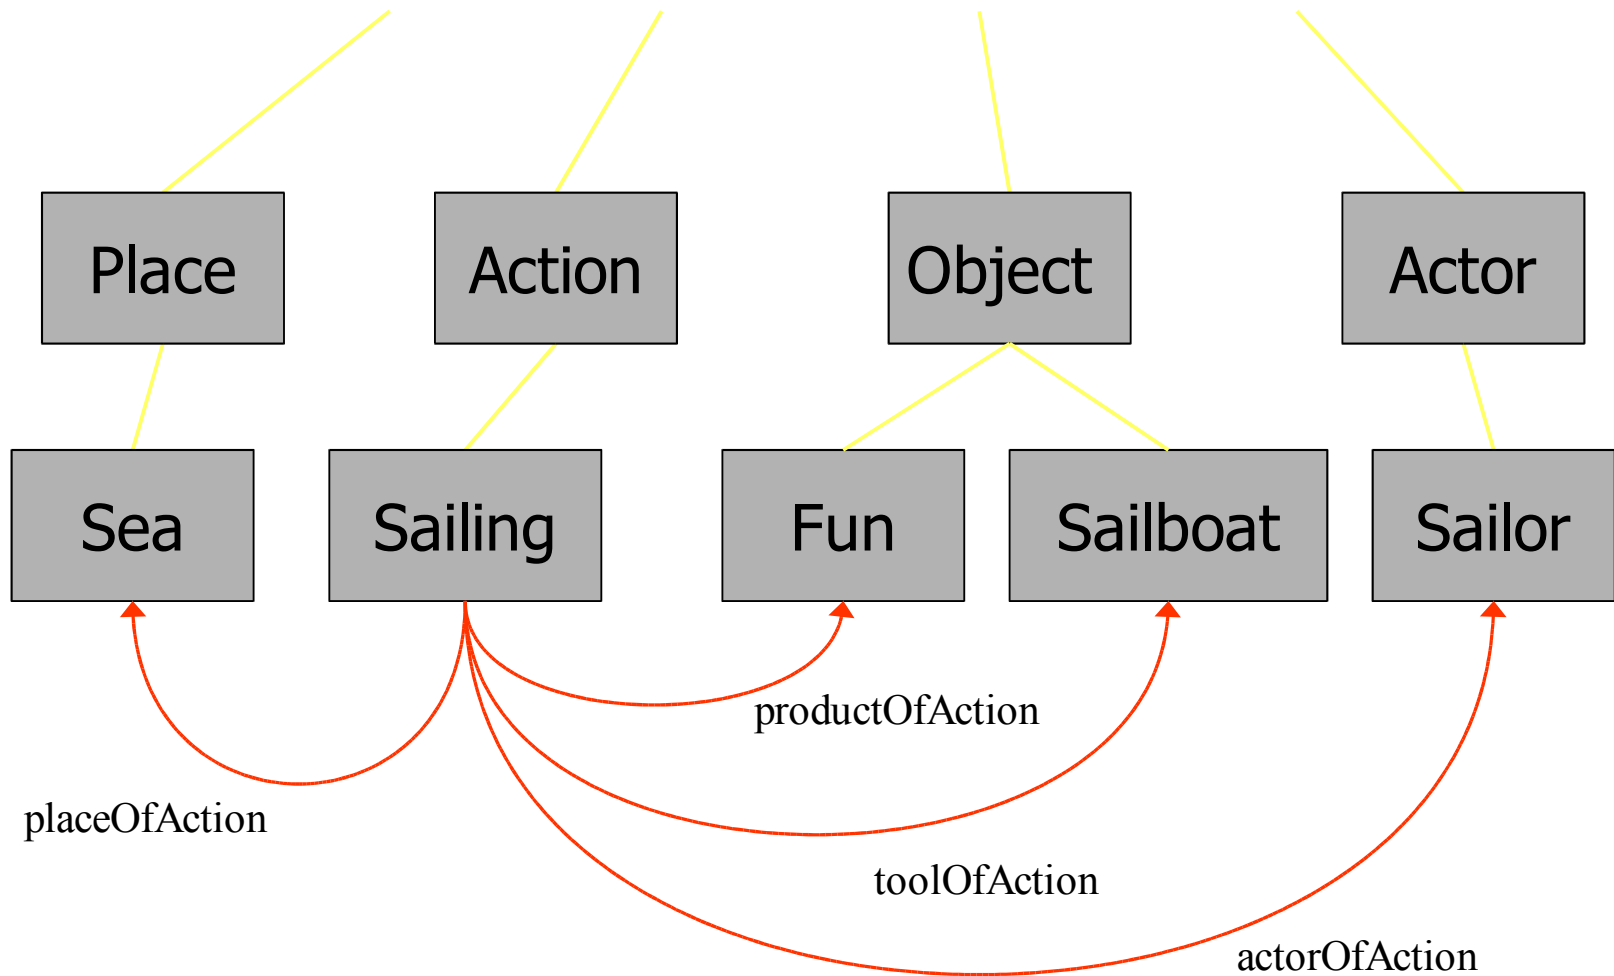 Place
Action
Object
Actor
Sea
Sailing
Fun
Sailboat
Sailor
productOfAction
placeOfAction
toolOfAction
actorOfAction